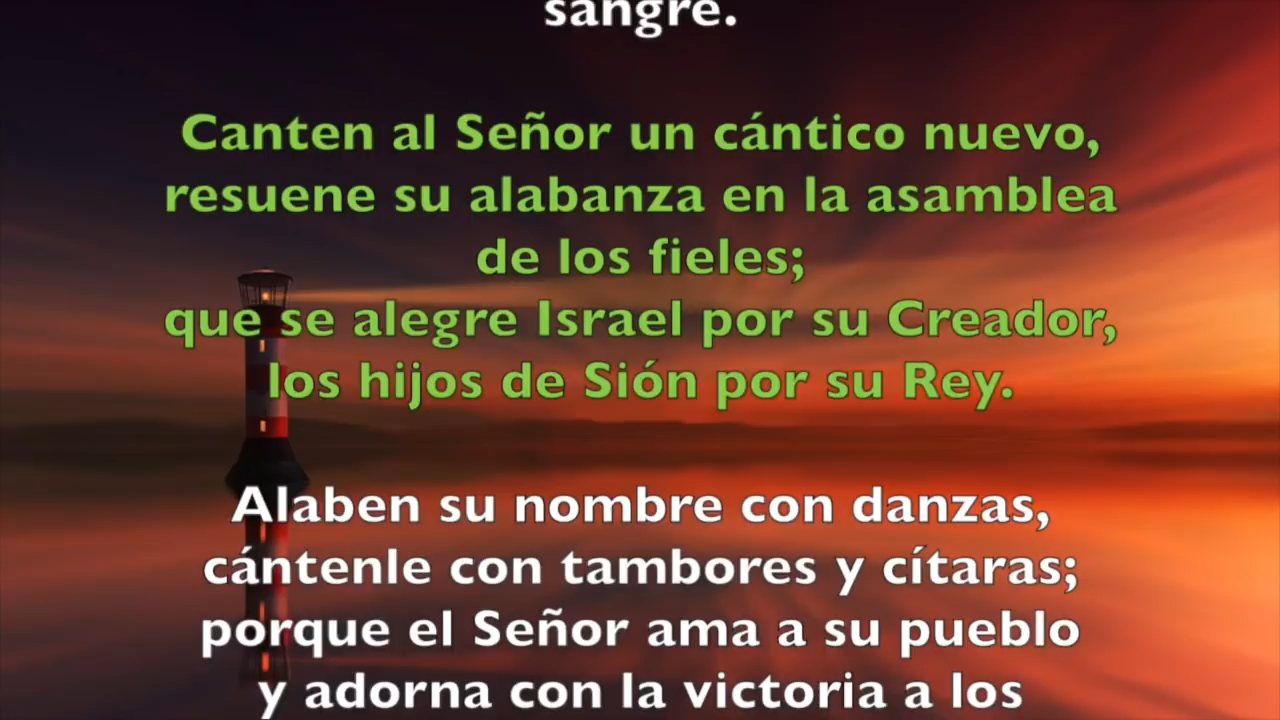 sangre.
Canten al Señor un cántico nuevo,
resuene su alabanza en la asamblea
de los fieles;
que se alegre Israel por su Creador,
los hijos de Sión por su Rey.
Alaben su nombre con danzas,
cántenle con tambores y cítaras;
porque el Señor ama a su pueblo
y adorna con la victoria a los